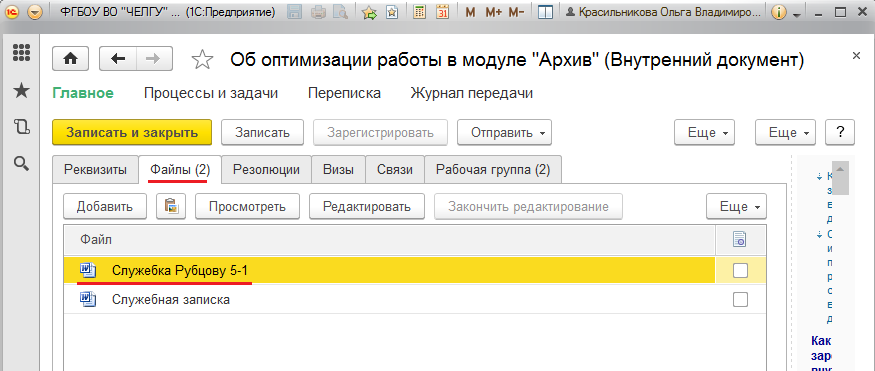 ФГБОУ ВО "ЧЕЛГУ" ... (1С:Предприятие)
31 M M+ M− Красильникова Ольга Владимиро...
Об оптимизации работы в модуле "Архив" (Внутренний документ)
Главное Процессы и задачи Переписка Журнал передачи
Записать и закрыть Записать Зарегистрировать Отправить Еще Еще ?
Реквизиты Файлы (2) Резолюции Визы Связи Рабочая группа (2)
Добавить Просмотреть Редактировать Закончить редактирование Еще
Файл
Служебка Рубцову 5-1
Служебная записка
Как